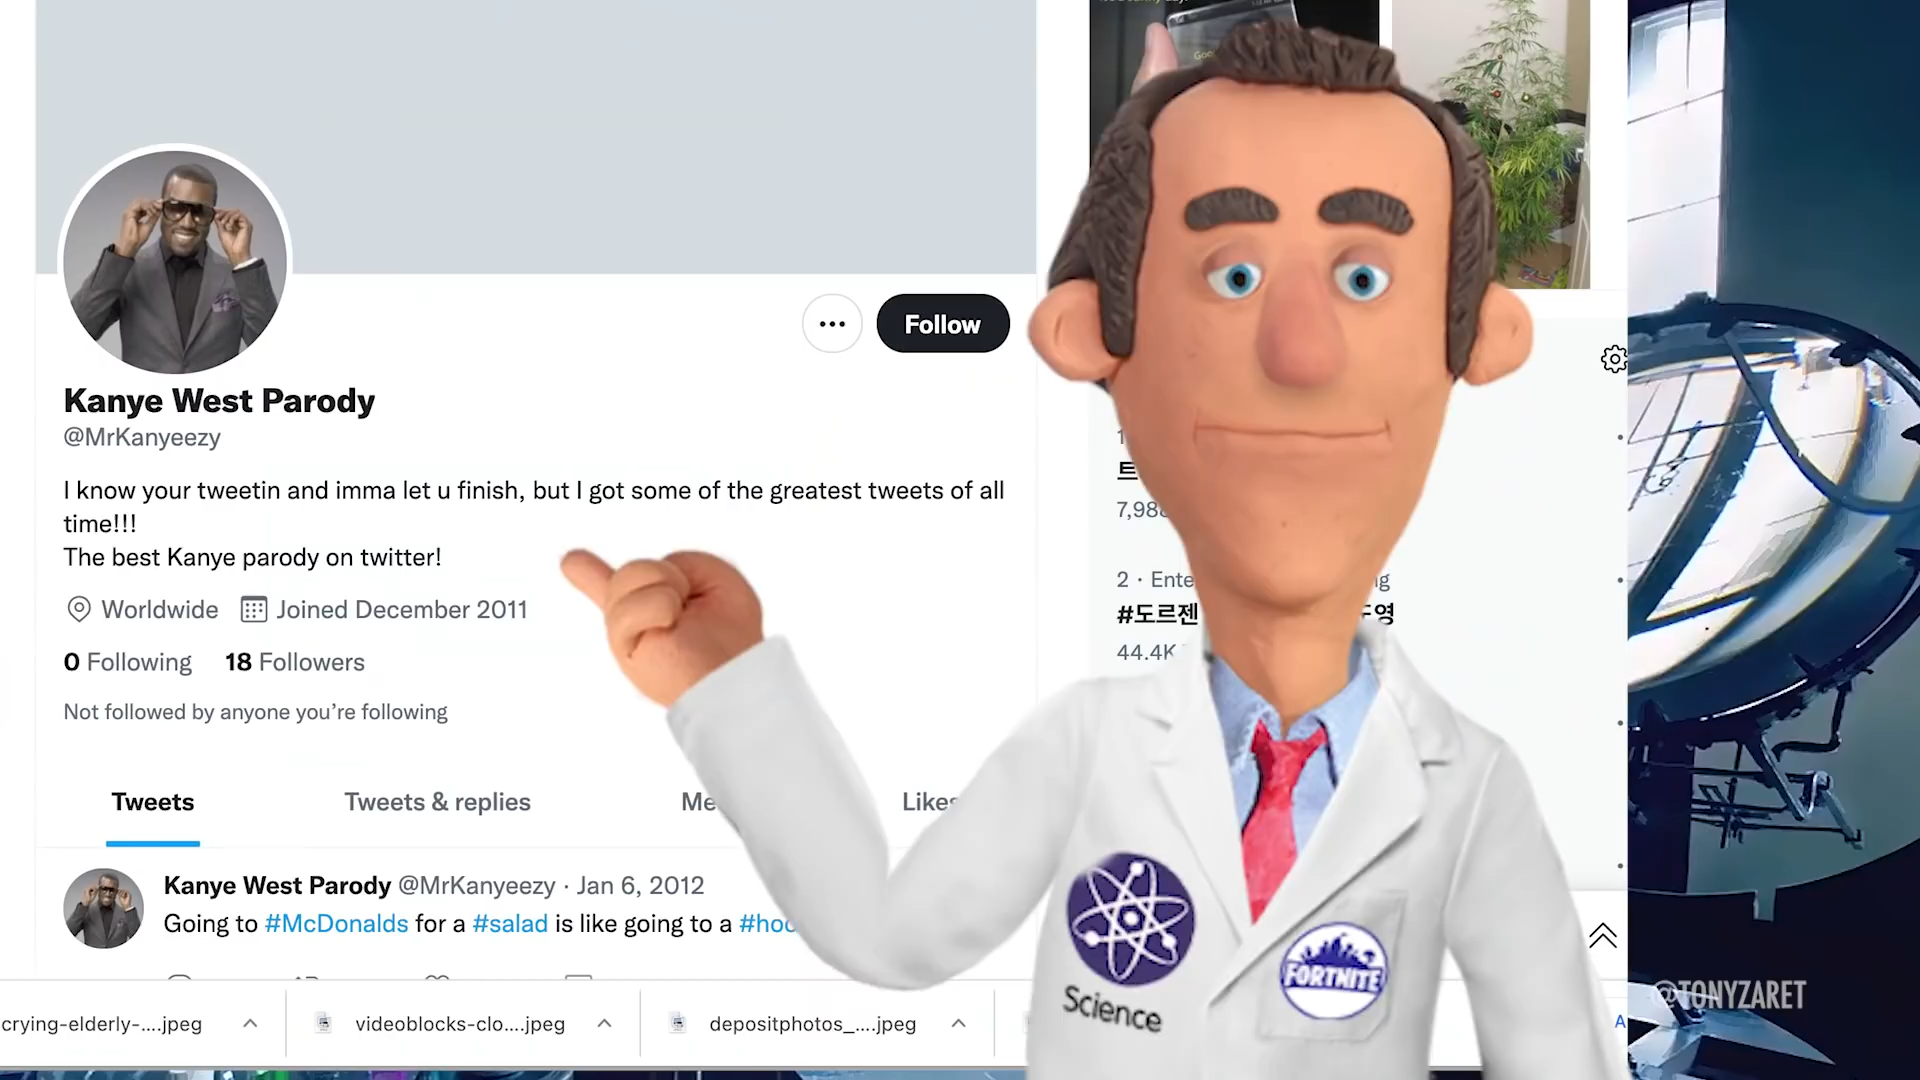 Follow
Kanye West Parody
@MrKanyeezy
I know your tweetin and imma let u finish, but I got some of the greatest tweets of all
time!!!
The best Kanye parody on twitter!
Worldwide Joined December 2011
0 Following 18 Followers
Not followed by anyone you're following
Tweets Tweets & replies Likes
Kanye West Parody @MrKanyeezy · Jan 6, 2012
Going to #McDonalds for a #salad is like going to a
crying-elderly-....jpeg
videoblocks-clo....jpeg
depositphotos_....jpeg
2 ·
#도르젠
44.4K
Science
FORTNITE
@TONYZARET